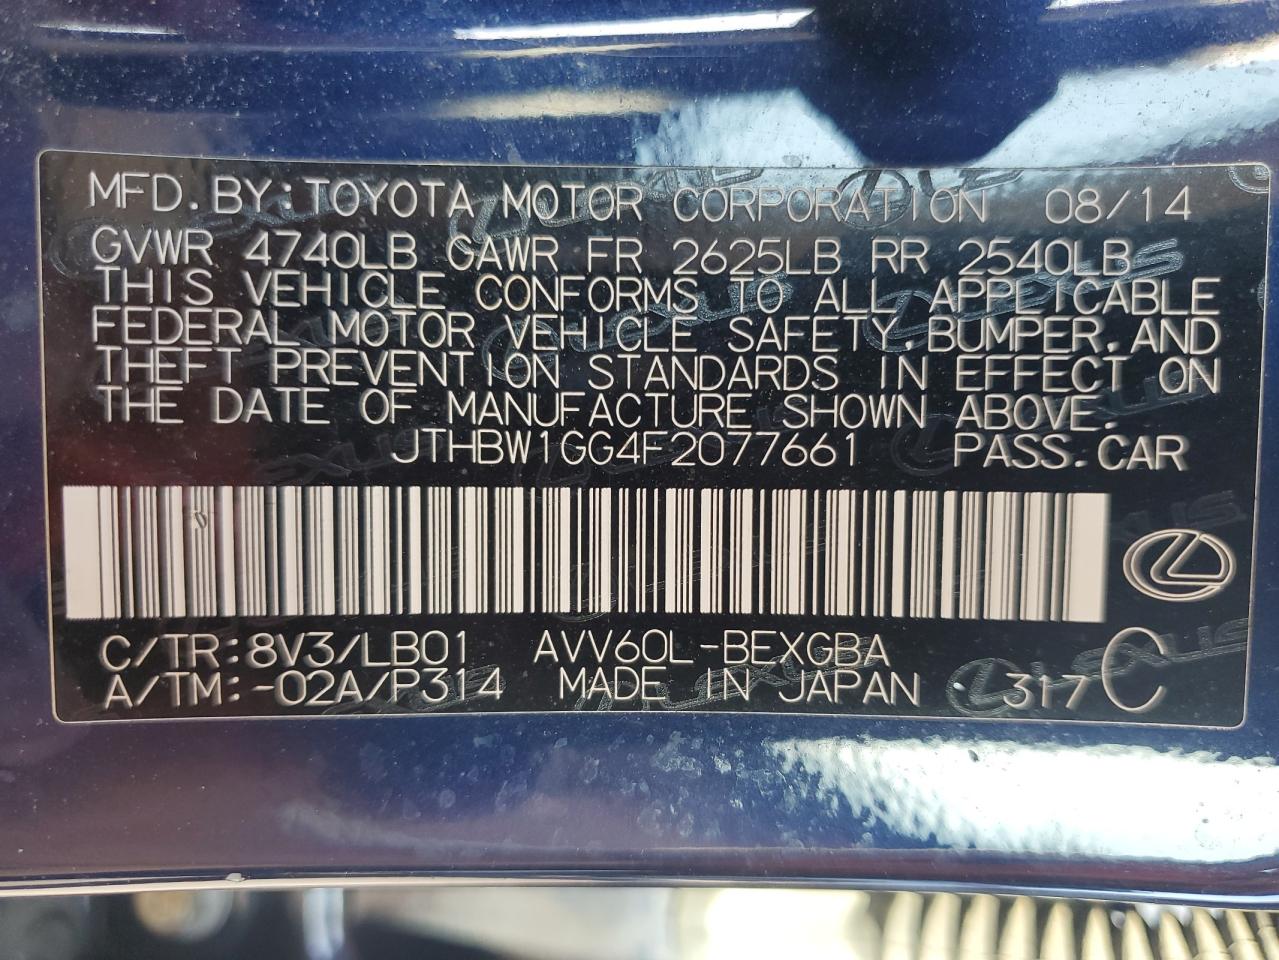 MFD. BY: TOYOTA MOTOR CORPORATION 08/14
GVWR 4740LB GAWR FR 2625LB RR 2540LB
THIS VEHICLE CONFORMS TO ALL APPLICABLE
FEDERAL MOTOR VEHICLE SAFETY, BUMPER, AND
THEFT PREVENTION STANDARDS IN EFFECT ON
THE DATE OF MANUFACTURE SHOWN ABOVE.
JTHBW1GG4F2077661 PASS. CAR
C/TR: 8V3/LB01 AVV60L-BEXGBA
A/TM: -02A/P314 MADE IN JAPAN 317 C